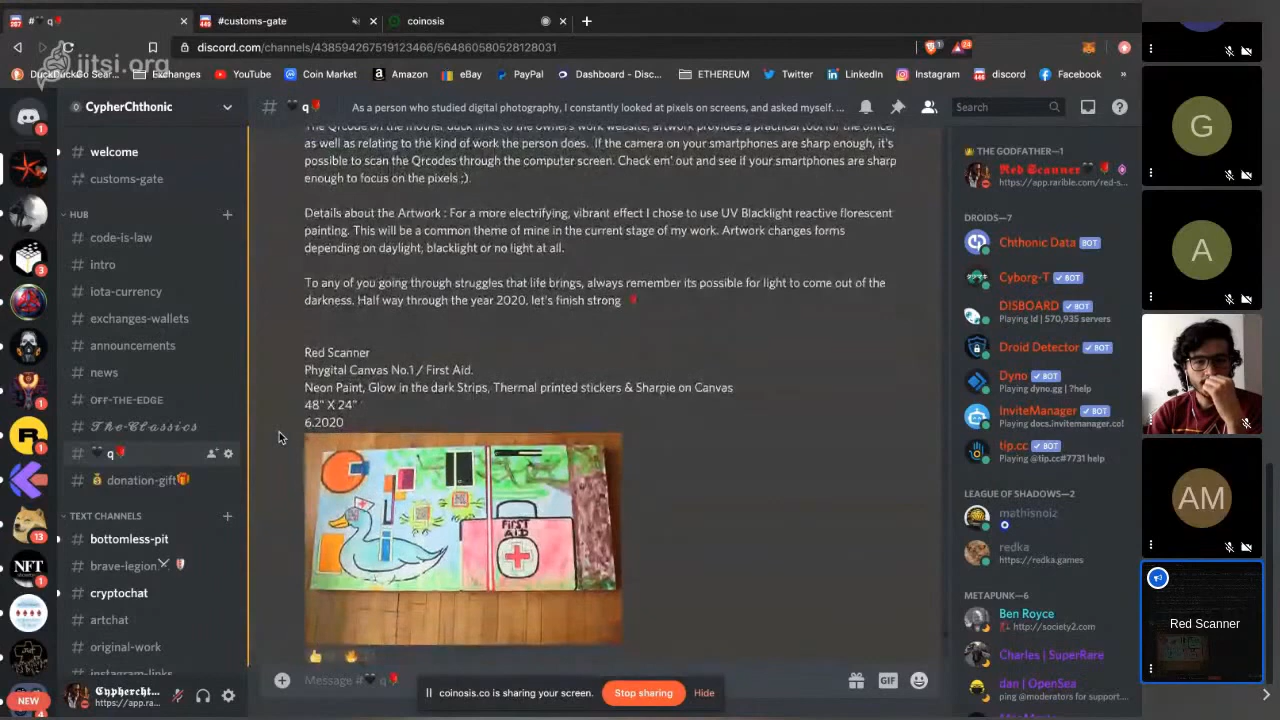 # q
#customs-gate
coinosis
jitsi.org
discord.com/channels/438594267519123466/564860580528128031
DuckDuckGo Sear...
Exchanges
YouTube
Coin Market
Amazon
eBay
PayPal
Dashboard - Disc...
ETHEREUM
Twitter
LinkedIn
Instagram
discord
Facebook
CypherChthonic
# q
As a person who studied digital photography, I constantly looked at pixels on screens, and asked myself. ...
Search
welcome
customs-gate
HUB
code-is-law
intro
iota-currency
exchanges-wallets
announcements
news
OFF-THE-EDGE
The-Classics
q
donation-gift
TEXT CHANNELS
bottomless-pit
brave-legion
cryptochat
artchat
original-work
instagram-links
NEW
https://app.ra...
The Qrcode on the mother duck links to the owner's work website, artwork provides a practical tool for the office,
as well as relating to the kind of work the person does. If the camera on your smartphones are sharp enough, it's
possible to scan the Qrcodes through the computer screen. Check em' out and see if your smartphones are sharp
enough to focus on the pixels ;).
Details about the Artwork : For a more electrifying, vibrant effect I chose to use UV Blacklight reactive florescent
painting. This will be a common theme of mine in the current stage of my work. Artwork changes forms
depending on daylight, blacklight or no light at all.
To any of you going through struggles that life brings, always remember its possible for light to come out of the
darkness. Half way through the year 2020, let's finish strong
Red Scanner
Phygital Canvas No.1 / First Aid.
Neon Paint, Glow in the dark Strips, Thermal printed stickers & Sharpie on Canvas
48" X 24"
6.2020
FIRST
AID
Message # q
GIF
coinosis.co is sharing your screen.
Stop sharing
Hide
THE GODFATHER—1
Red Scanner
https://app.rarible.com/red-s...
DROIDS—7
Chthonic Data BOT
Cyborg-T BOT
DISBOARD BOT
Playing !d | 570,935 servers
Droid Detector BOT
Dyno BOT
Playing dyno.gg | ?help
InviteManager BOT
Playing docs.invitemanager.co!
tip.cc BOT
Playing @tip.cc#7731 help
LEAGUE OF SHADOWS—2
mathisnoiz
redka
https://redka.games
METAPUNK—6
Ben Royce
http://society2.com
Charles | SuperRare
dan | OpenSea
ping @moderators for support....
G
A
AM
Red Scanner